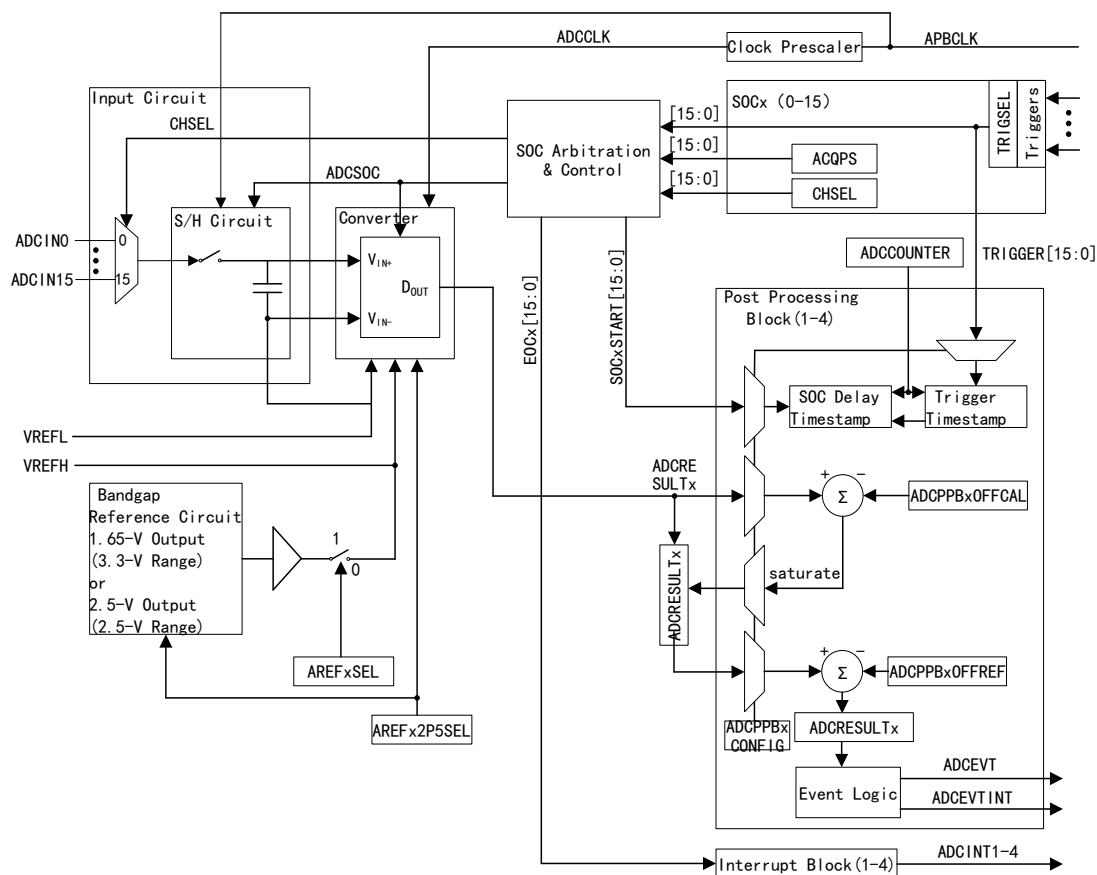 ADCCLK
Clock Prescaler
APBCLK
Input Circuit
CHSEL
ADCSOC
S/H Circuit
ADCIN0
ADCIN15
0
15
Converter
VIN+
DOUT
VIN-
SOC Arbitration
& Control
[15:0]
[15:0]
[15:0]
SOCx (0-15)
TRIGSEL
Triggers
ACQPS
CHSEL
ADCCOUNTER
TRIGGER[15:0]
EOCx[15:0]
SOCxSTART[15:0]
Post Processing
Block(1-4)
SOC Delay
Timestamp
Trigger
Timestamp
VREFL
VREFH
Bandgap
Reference Circuit
1.65-V Output
(3.3-V Range)
or
2.5-V Output
(2.5-V Range)
1
0
AREFxSEL
AREFx2P5SEL
ADCRE
SULTx
ADCRESULTx
+
Σ
-
ADCPPBxOFFCAL
saturate
+
Σ
-
ADCPPBxOFFREF
ADCPPBx
CONFIG
ADCRESULTx
Event Logic
ADCEVT
ADCEVTINT
Interrupt Block(1-4)
ADCINT1-4